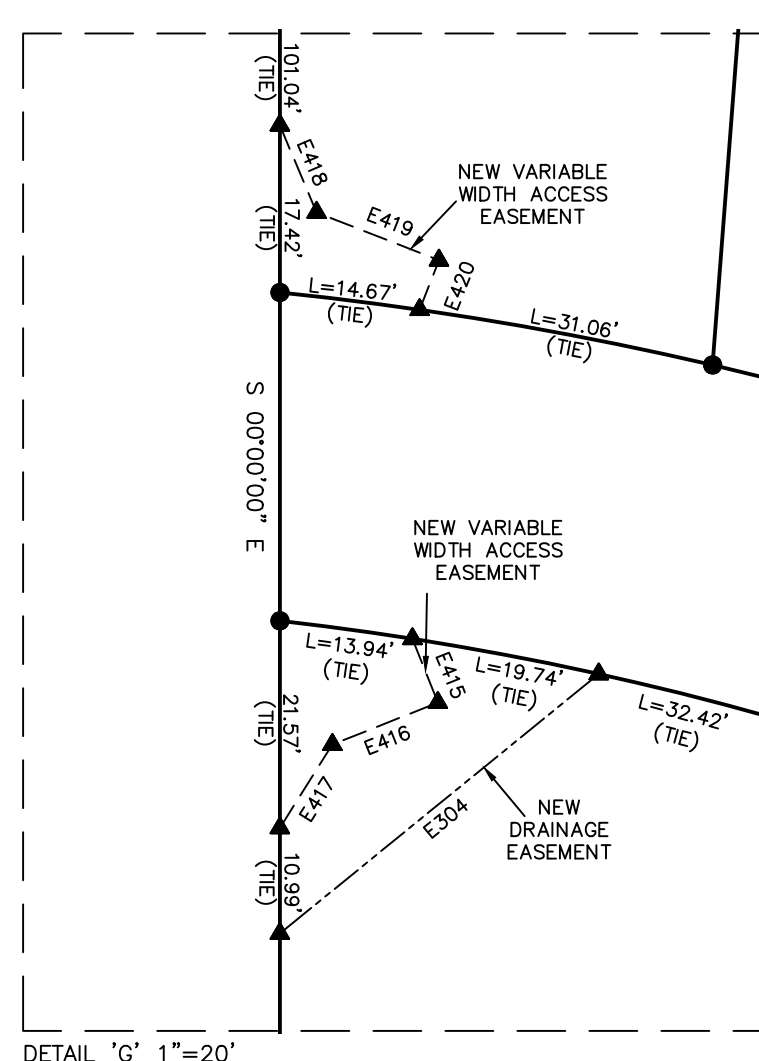 101.04'
(TIE)
E418
NEW VARIABLE
WIDTH ACCESS
EASEMENT
17.42'
(TIE)
E419
E420
L=14.67'
(TIE)
L=31.06'
(TIE)
S 00°00'00" E
NEW VARIABLE
WIDTH ACCESS
EASEMENT
L=13.94'
(TIE)
E415
L=19.74'
(TIE)
L=32.42'
(TIE)
21.57'
(TIE)
E416
E417
E304
NEW
DRAINAGE
EASEMENT
10.99'
(TIE)
DETAIL 'G' 1"=20'